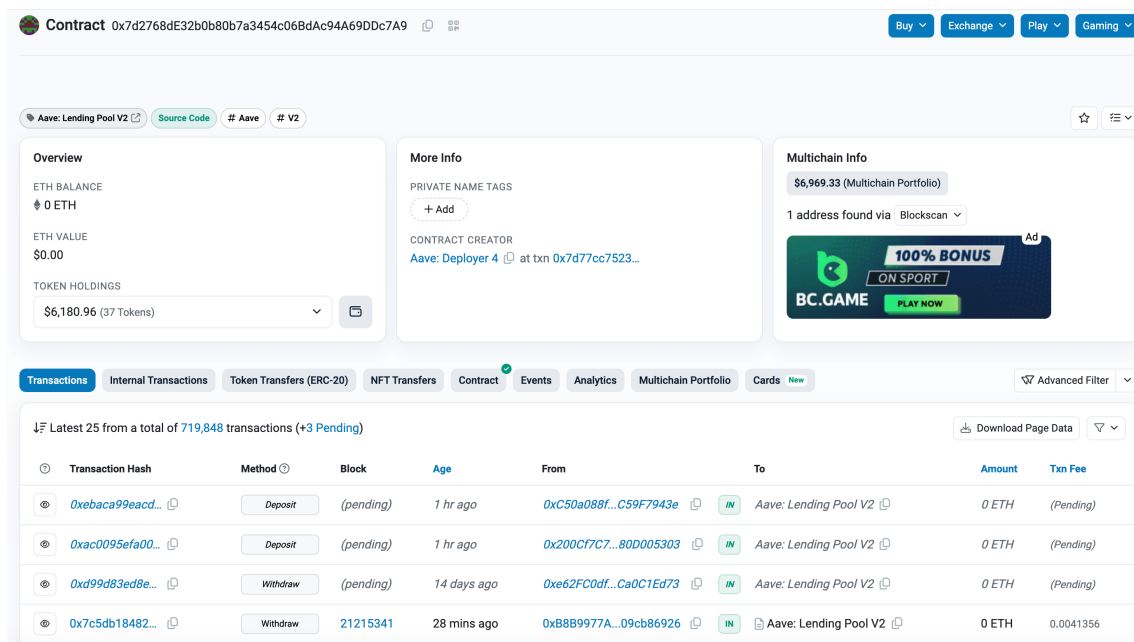 Contract 0x7d2768dE32b0b80b7a3454c06BdAc94A69DDc7A9 Buy Exchange Play Gaming
Aave: Lending Pool V2 Source Code # Aave # V2
Overview
ETH BALANCE
0 ETH
ETH VALUE
$0.00
TOKEN HOLDINGS
$6,180.96 (37 Tokens)
More Info
PRIVATE NAME TAGS
+ Add
CONTRACT CREATOR
Aave: Deployer 4 at txn 0x7d77cc7523...
Multichain Info
$6,969.33 (Multichain Portfolio)
1 address found via Blockscan
Ad
100% BONUS
ON SPORT
BC.GAME
PLAY NOW
Transactions Internal Transactions Token Transfers (ERC-20) NFT Transfers Contract Events Analytics Multichain Portfolio Cards New Advanced Filter
Latest 25 from a total of 719,848 transactions (+3 Pending) Download Page Data
Transaction Hash Method Block Age From To Amount Txn Fee
0xebaca99eacd... Deposit (pending) 1 hr ago 0xC50a088f...C59F7943e IN Aave: Lending Pool V2 0 ETH (Pending)
0xac0095efa00... Deposit (pending) 1 hr ago 0x200Cf7C7...80D005303 IN Aave: Lending Pool V2 0 ETH (Pending)
0xd99d83ed8e... Withdraw (pending) 14 days ago 0xe62FC0df...Ca0C1Ed73 IN Aave: Lending Pool V2 0 ETH (Pending)
0x7c5db18482... Withdraw 21215341 28 mins ago 0xB8B9977A...09cb86926 IN Aave: Lending Pool V2 0 ETH 0.0041356